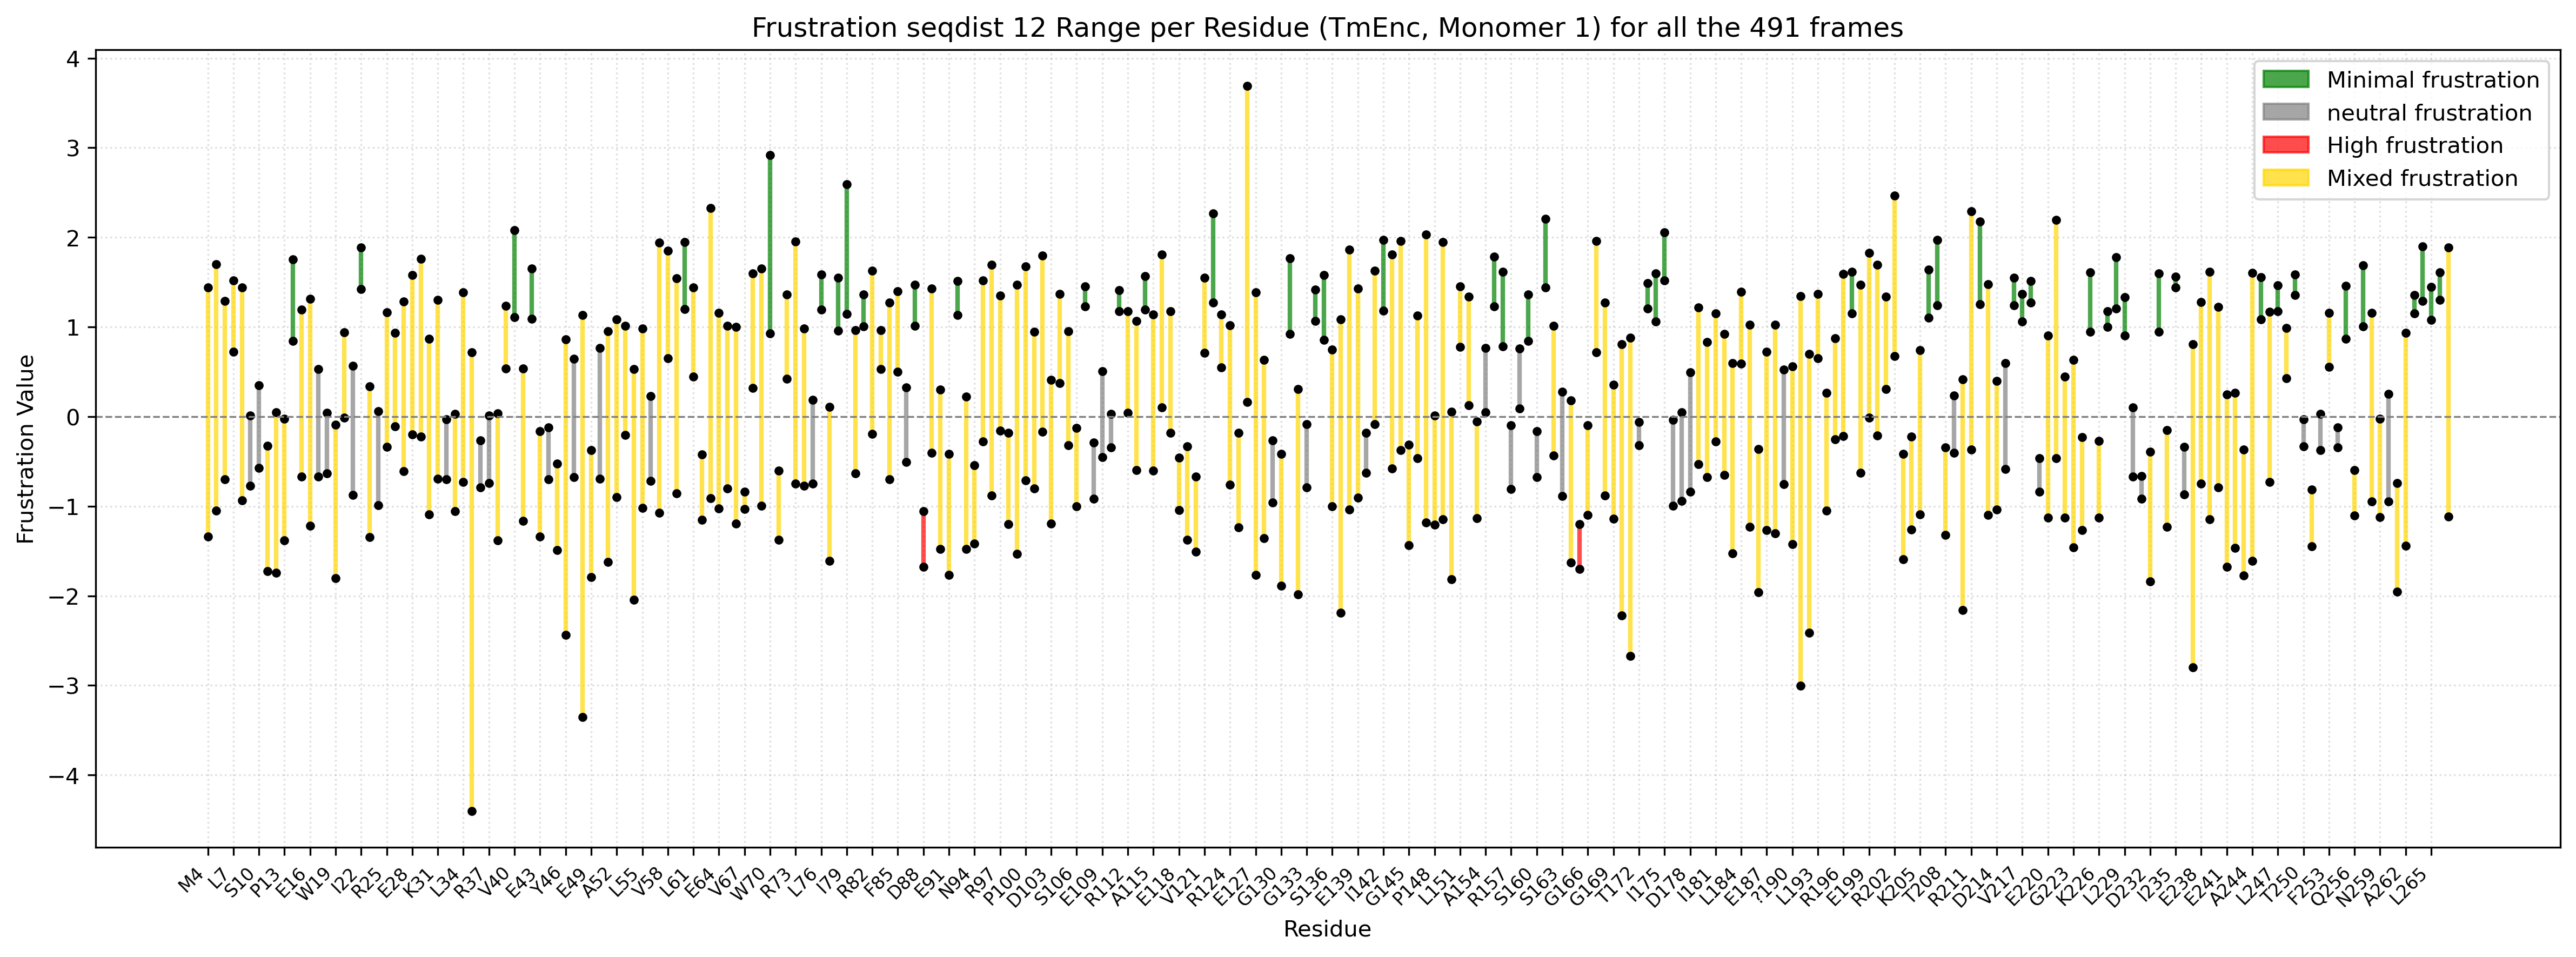 Frustration seqdist 12 Range per Residue (TmEnc, Monomer 1) for all the 491 frames
Minimal frustration
neutral frustration
High frustration
Mixed frustration
Frustration Value
4
3
2
1
0
−1
−2
−3
−4
M4 L7 S10 P13 E16 W19 I22 R25 E28 K31 L34 R37 V40 E43 Y46 E49 A52 L55 V58 L61 E64 V67 W70 R73 L76 I79 R82 F85 D88 E91 N94 R97 P100 D103 S106 E109 R112 A115 E118 V121 R124 E127 G130 G133 S136 E139 I142 G145 P148 L151 A154 R157 S160 S163 G166 G169 T172 I175 D178 I181 L184 E187 ?190 L193 R196 E199 R202 K205 T208 R211 D214 V217 E220 G223 K226 L229 D232 I235 E238 E241 A244 L247 T250 F253 Q256 N259 A262 L265
Residue